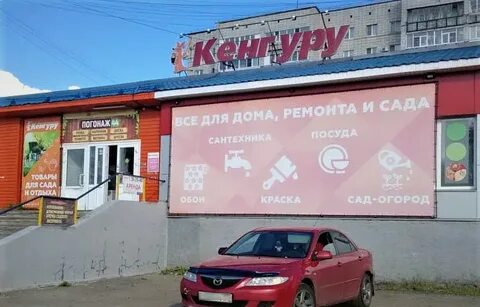 Кенгуру
ВСЕ ДЛЯ ДОМА, РЕМОНТА И САДА
САНТЕХНИКА
ПОСУДА
ОБОИ
КРАСКА
САД-ОГОРОД
Кенгуру
ТОВАРЫ
ДЛЯ САДА
И ОТДЫХА
ПОГОНАЖ